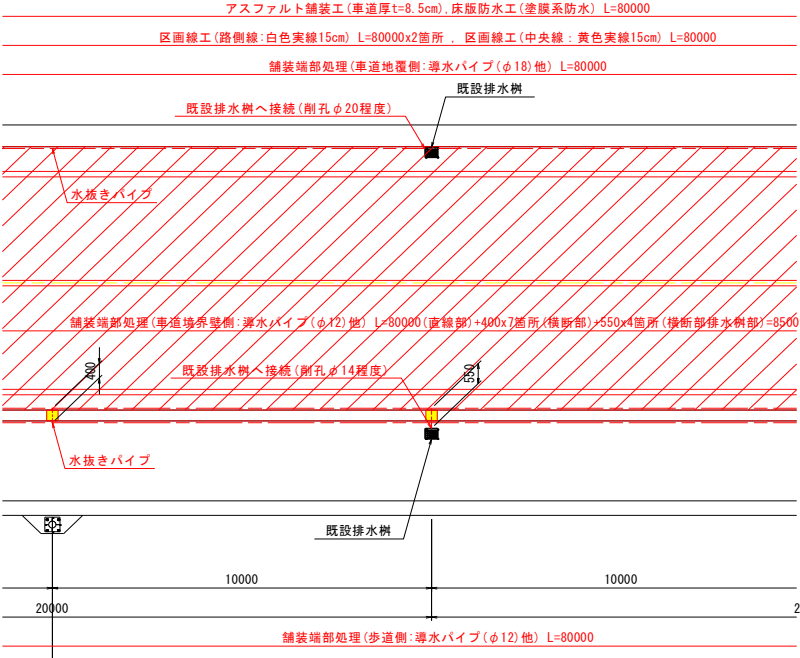 アスファルト舗装工(車道厚t=8.5cm),床版防水工(塗膜系防水) L=80000
区画線工(路側線:白色実線15cm) L=80000x2箇所 , 区画線工(中央線：黄色実線15cm) L=80000
舗装端部処理(車道地覆側:導水パイプ(φ18)他) L=80000
既設排水桝
既設排水桝へ接続(削孔φ20程度)
水抜きパイプ
舗装端部処理(車道境界壁側:導水パイプ(φ12)他) L=80000(直線部)+400x7箇所(横断部)+550x4箇所(横断部排水桝部)=8500
400
既設排水桝へ接続(削孔φ14程度)
550
水抜きパイプ
既設排水桝
10000
10000
20000
2
舗装端部処理(歩道側:導水パイプ(φ12)他) L=80000